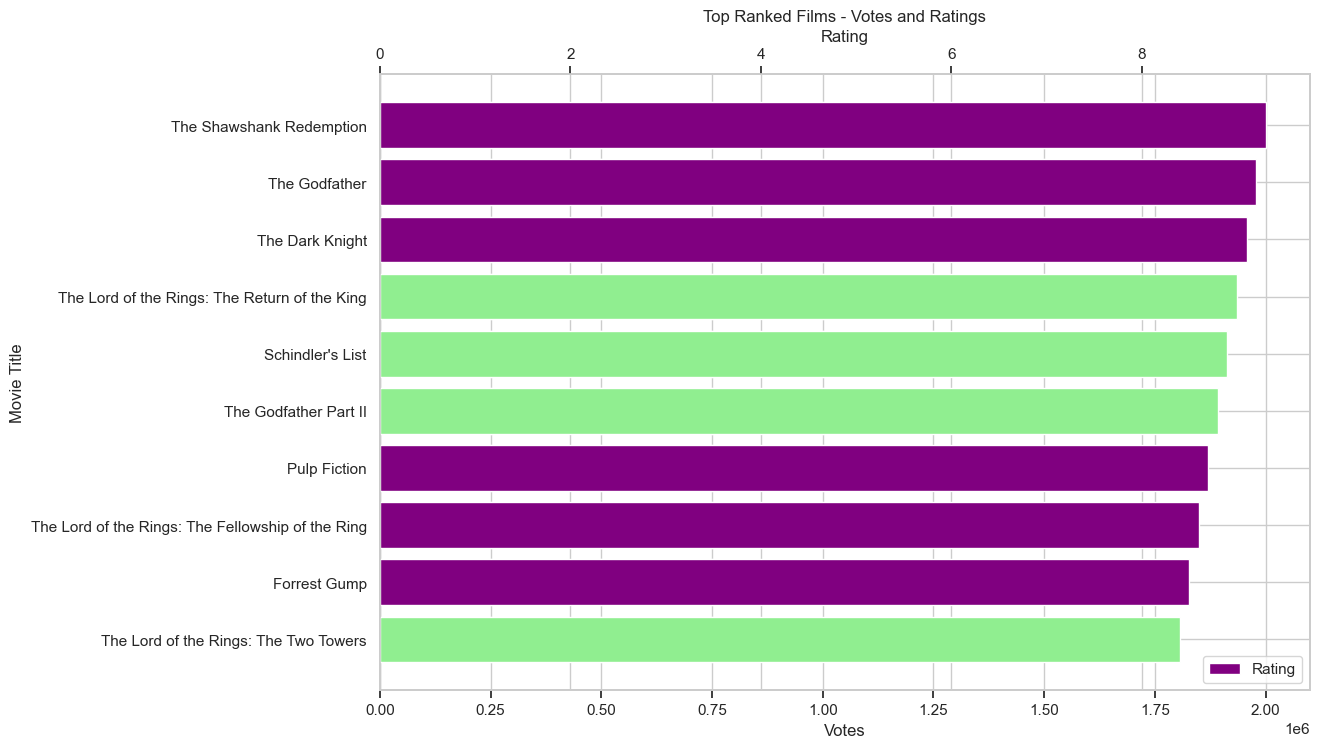 Top Ranked Films - Votes and Ratings
Rating
0 2 4 6 8
The Shawshank Redemption
The Godfather
The Dark Knight
The Lord of the Rings: The Return of the King
Schindler's List
The Godfather Part II
Pulp Fiction
The Lord of the Rings: The Fellowship of the Ring
Forrest Gump
The Lord of the Rings: The Two Towers
Movie Title
Rating
0.00 0.25 0.50 0.75 1.00 1.25 1.50 1.75 2.00
Votes
1e6